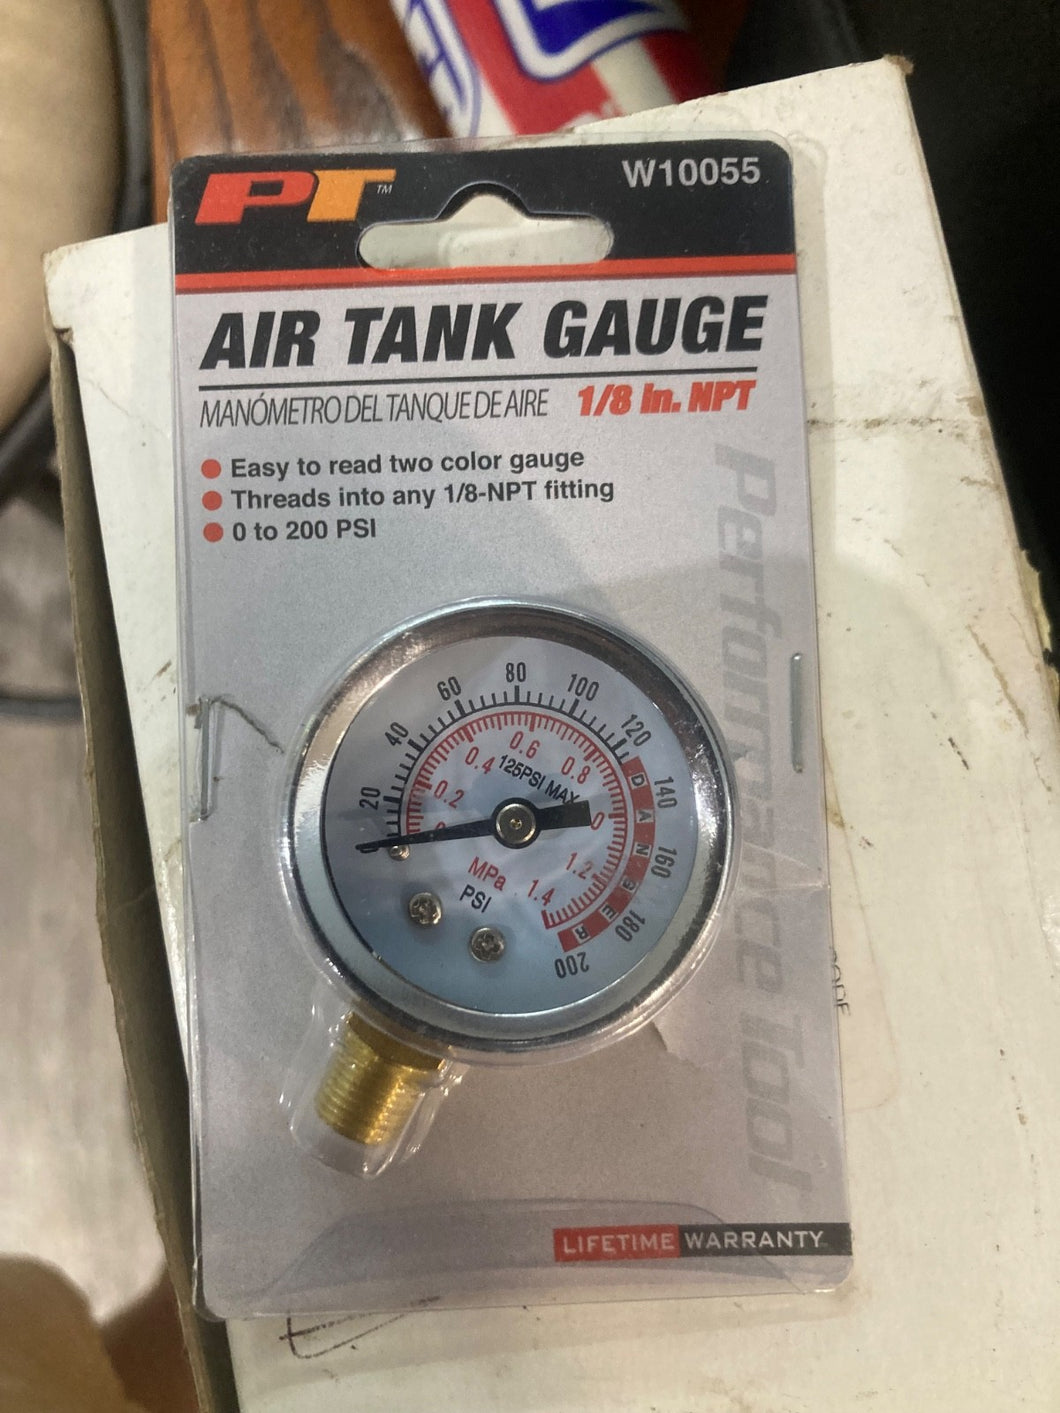 PT™
W10055
AIR TANK GAUGE
MANÓMETRO DEL TANQUE DE AIRE 1/8 in. NPT
Easy to read two color gauge
Threads into any 1/8-NPT fitting
0 to 200 PSI
Performance Tool
20 40 60 80 100 120 140 160 180 200
0.2 0.4 0.6 0.8 1.2 1.4
125PSI MAX
DANGER
MPa
PSI
LIFETIME WARRANTY